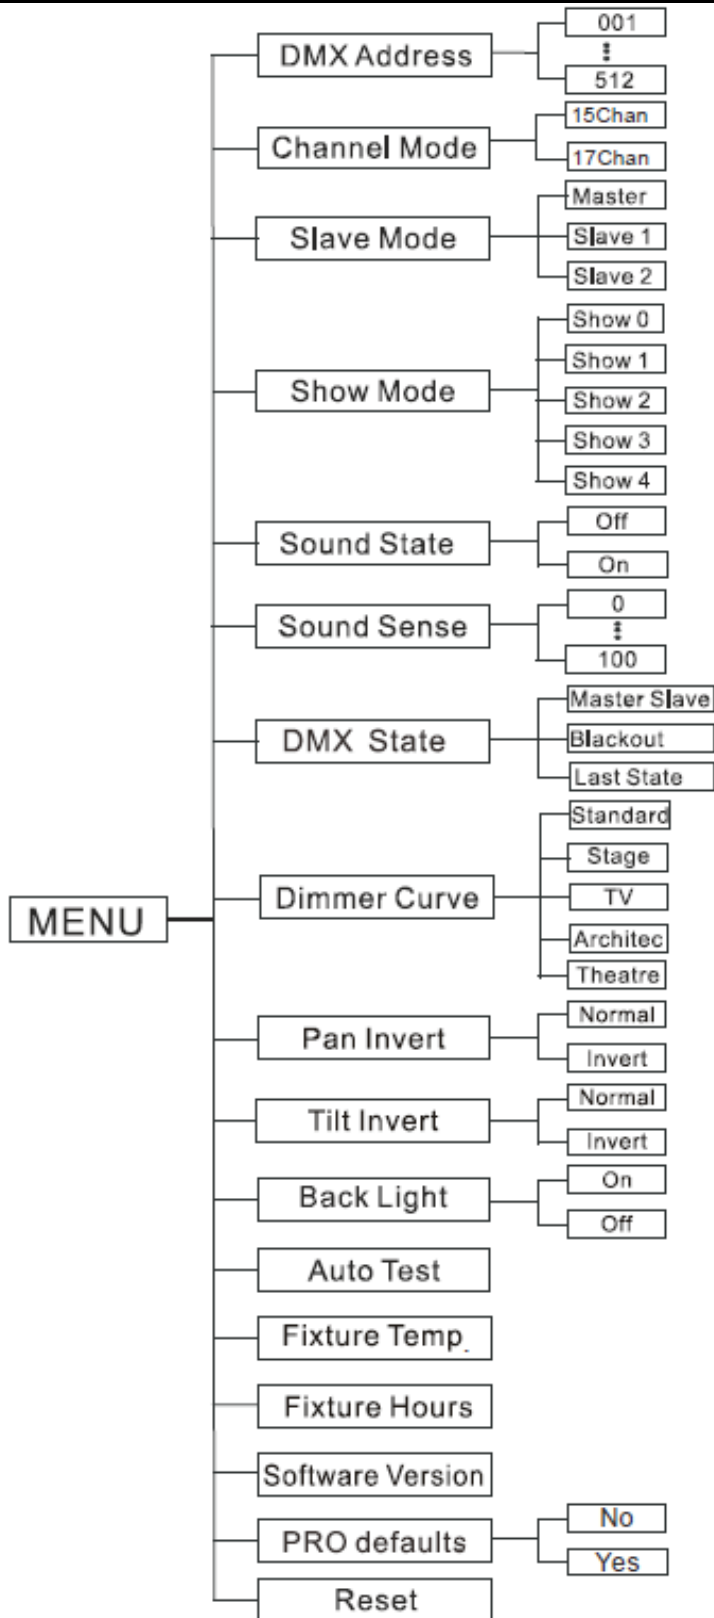 MENU
DMX Address
001
512
Channel Mode
15Chan
17Chan
Slave Mode
Master
Slave 1
Slave 2
Show Mode
Show 0
Show 1
Show 2
Show 3
Show 4
Sound State
Off
On
Sound Sense
0
100
DMX State
Master Slave
Blackout
Last State
Dimmer Curve
Standard
Stage
TV
Architec
Theatre
Pan Invert
Normal
Invert
Tilt Invert
Normal
Invert
Back Light
On
Off
Auto Test
Fixture Temp.
Fixture Hours
Software Version
PRO defaults
No
Yes
Reset